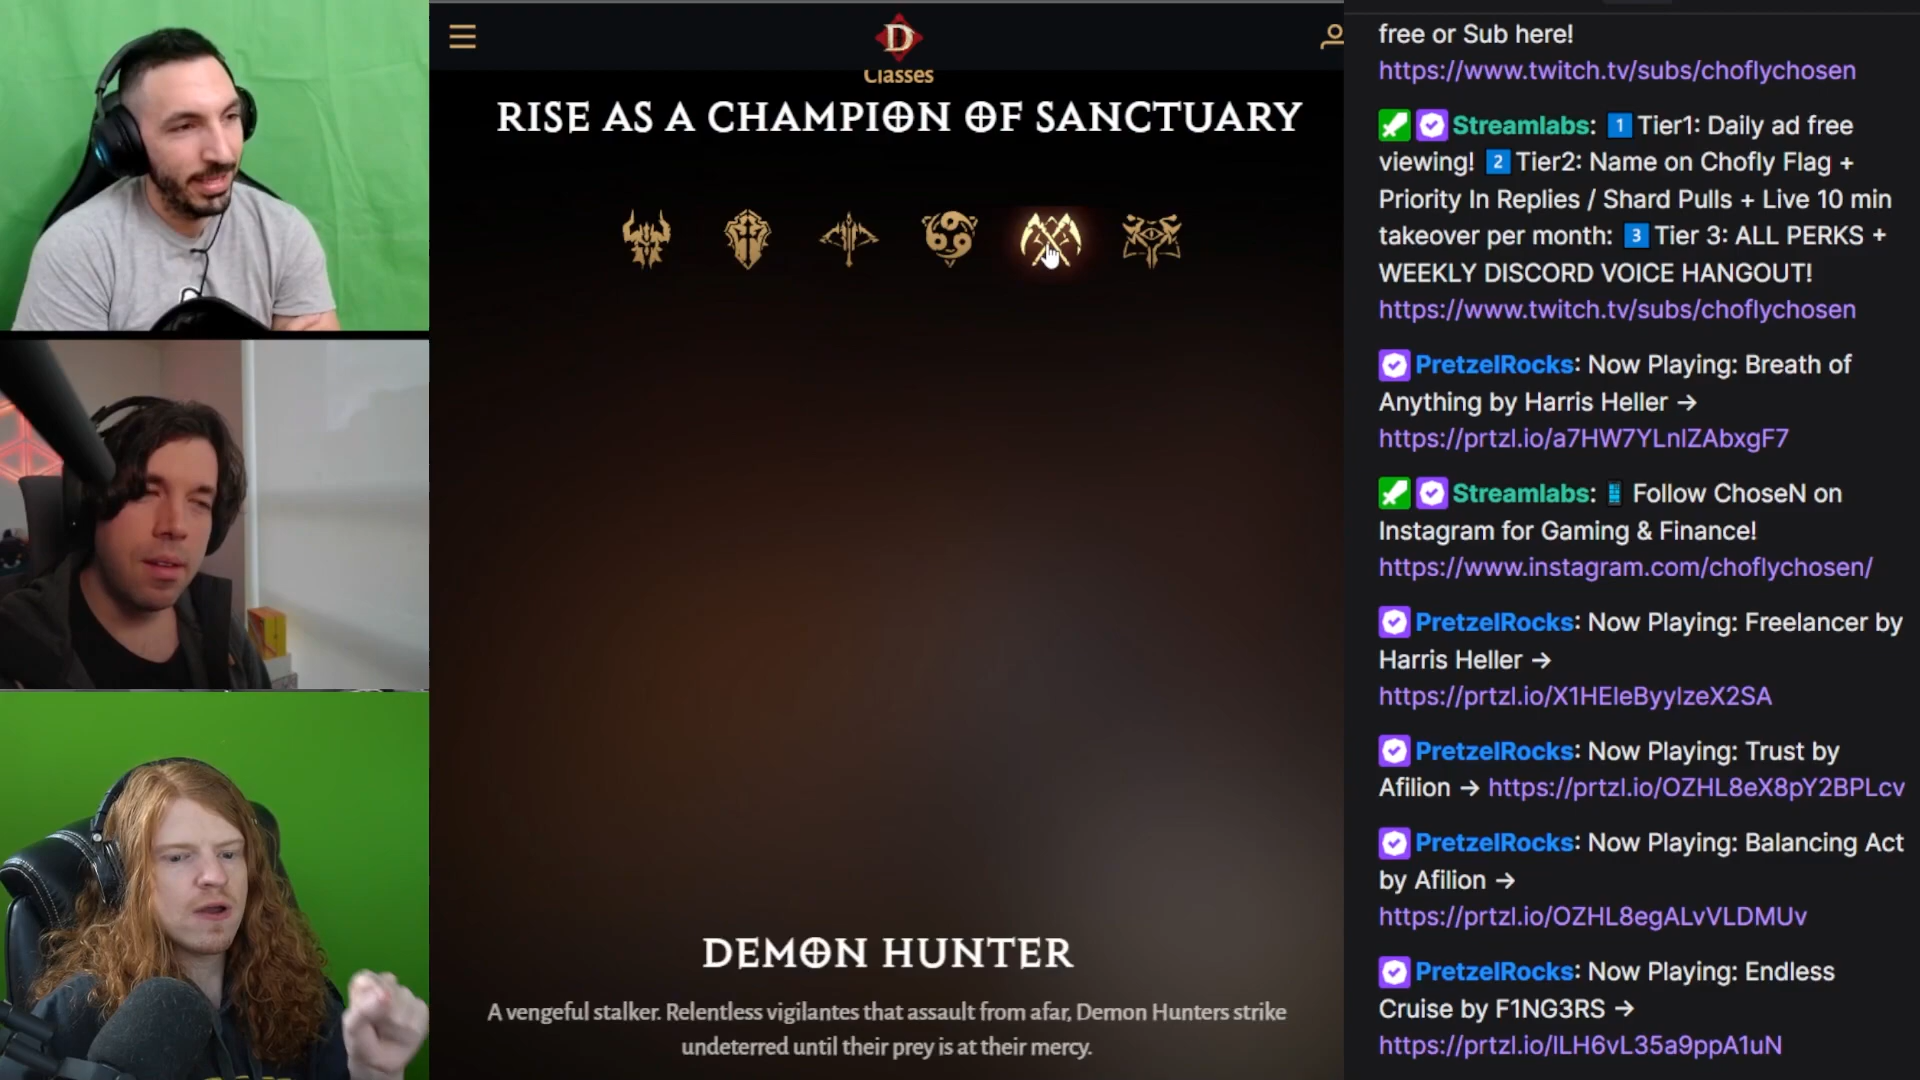 Classes
RISE AS A CHAMPION OF SANCTUARY
DEMON HUNTER
A vengeful stalker. Relentless vigilantes that assault from afar, Demon Hunters strike
undeterred until their prey is at their mercy.
free or Sub here!
https://www.twitch.tv/subs/choflychosen
Streamlabs: 1 Tier1: Daily ad free
viewing! 2 Tier2: Name on Chofly Flag +
Priority In Replies / Shard Pulls + Live 10 min
takeover per month: 3 Tier 3: ALL PERKS +
WEEKLY DISCORD VOICE HANGOUT!
https://www.twitch.tv/subs/choflychosen
PretzelRocks: Now Playing: Breath of
Anything by Harris Heller →
https://prtzl.io/a7HW7YLnlZAbxgF7
Streamlabs: Follow ChoseN on
Instagram for Gaming & Finance!
https://www.instagram.com/choflychosen/
PretzelRocks: Now Playing: Freelancer by
Harris Heller →
https://prtzl.io/X1HEleByylzeX2SA
PretzelRocks: Now Playing: Trust by
Afilion → https://prtzl.io/OZHL8eX8pY2BPLcv
PretzelRocks: Now Playing: Balancing Act
by Afilion →
https://prtzl.io/OZHL8egALvVLDMUv
PretzelRocks: Now Playing: Endless
Cruise by F1NG3RS →
https://prtzl.io/lLH6vL35a9ppA1uN